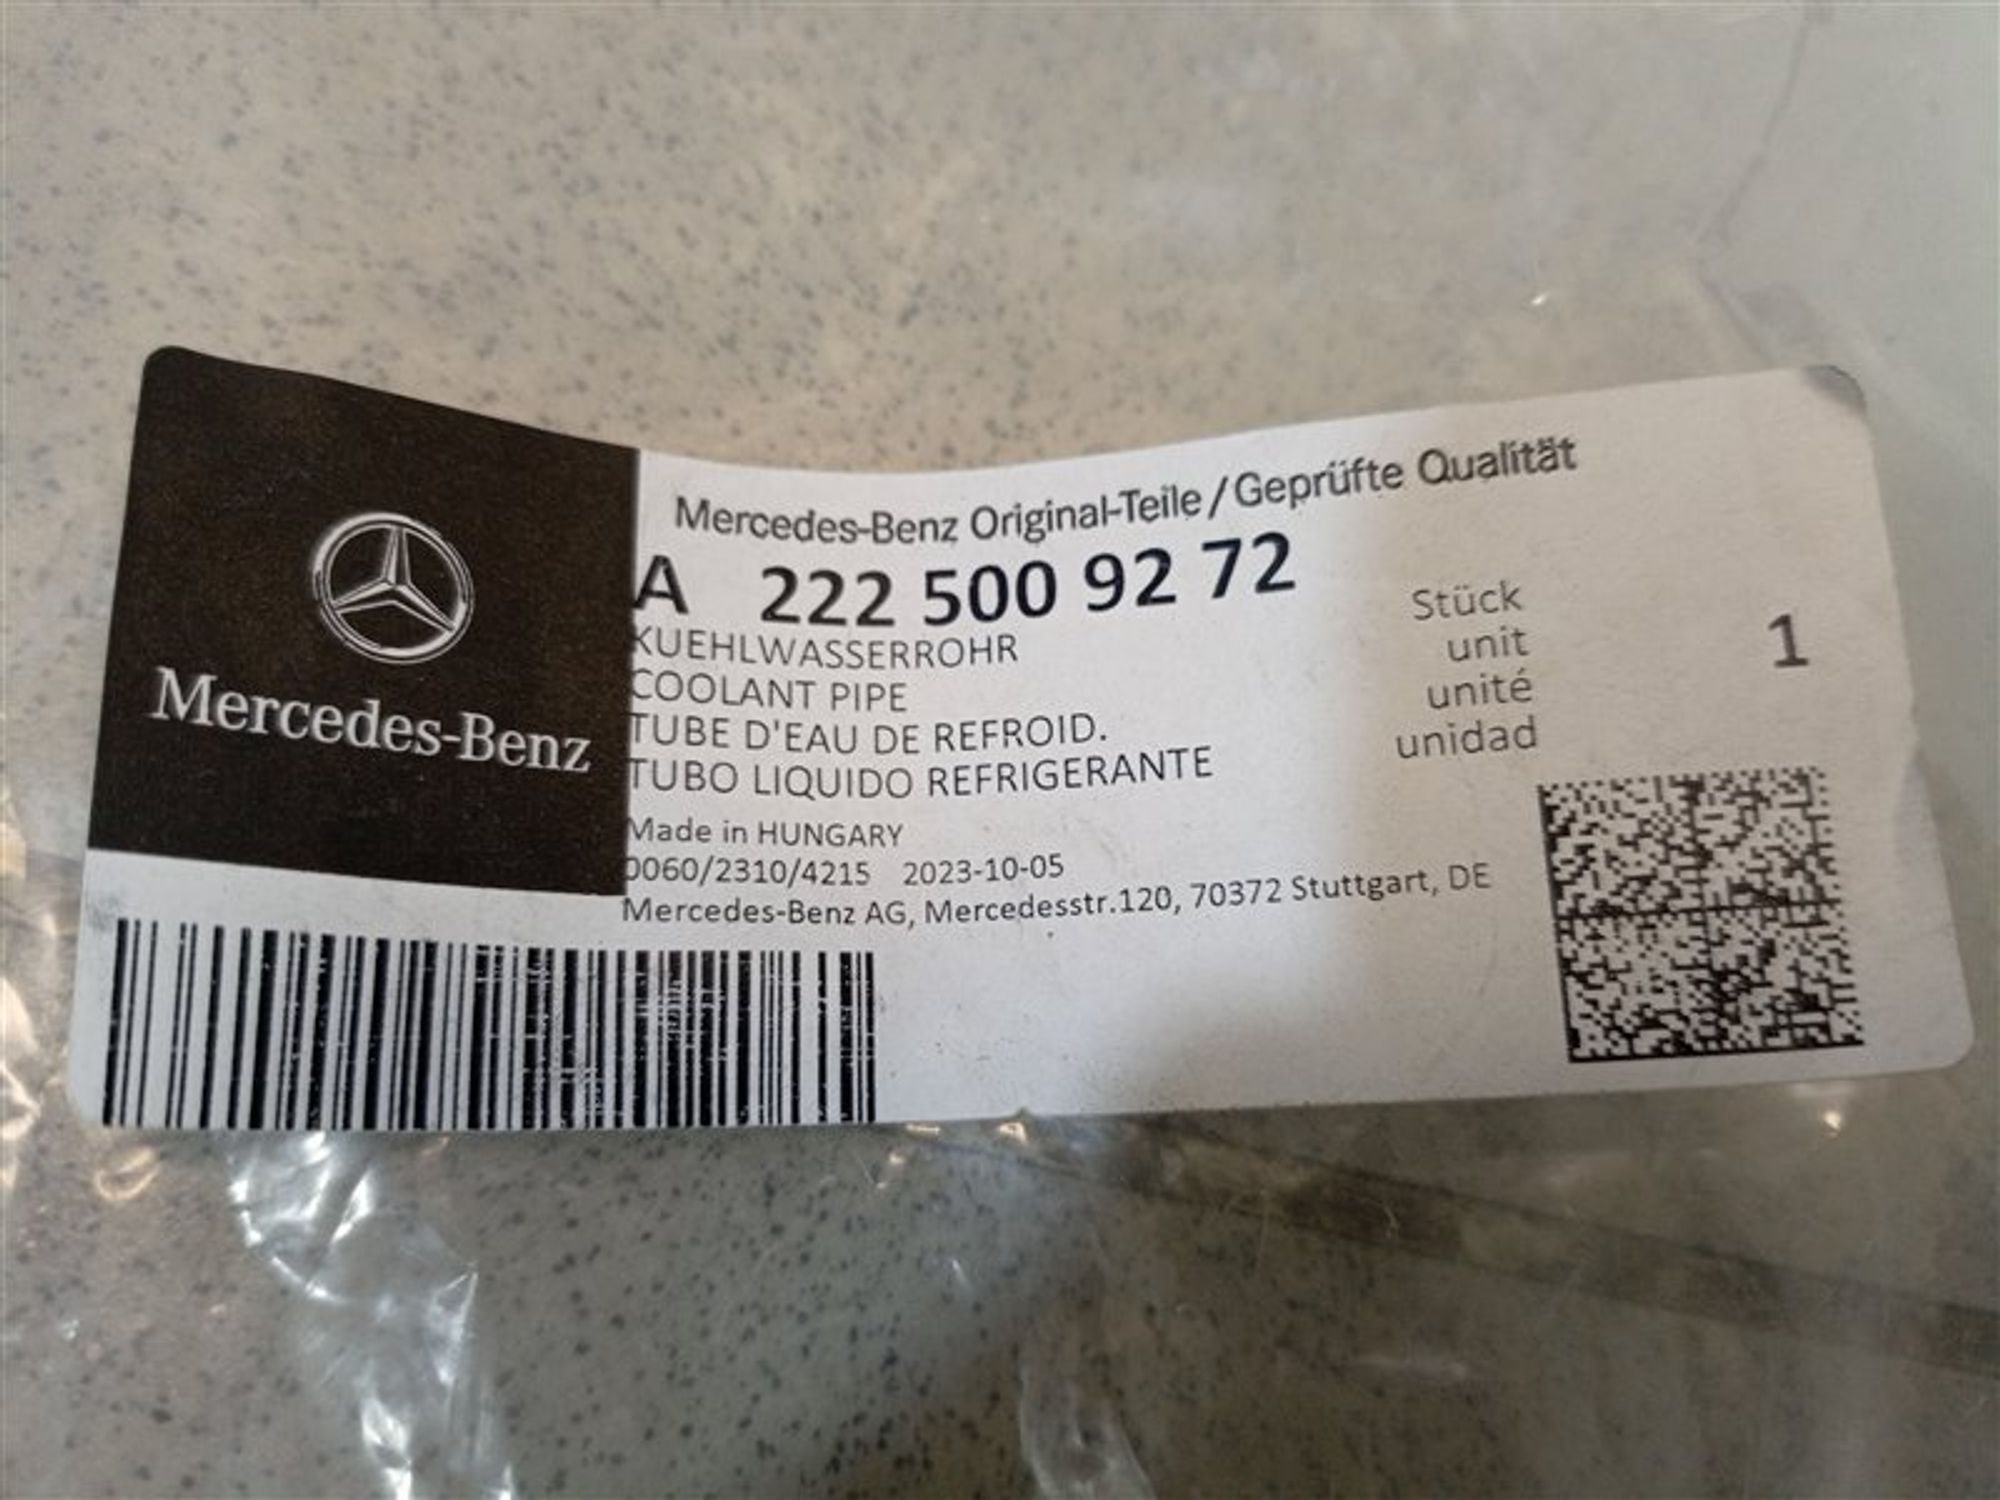 Mercedes-Benz
Mercedes-Benz Original-Teile / Geprüfte Qualität
A 222 500 92 72
KUEHLWASSERROHR
COOLANT PIPE
TUBE D'EAU DE REFROID.
TUBO LIQUIDO REFRIGERANTE
Stück
unit
unité
unidad
1
Made in HUNGARY
0060/2310/4215 2023-10-05
Mercedes-Benz AG, Mercedesstr.120, 70372 Stuttgart, DE